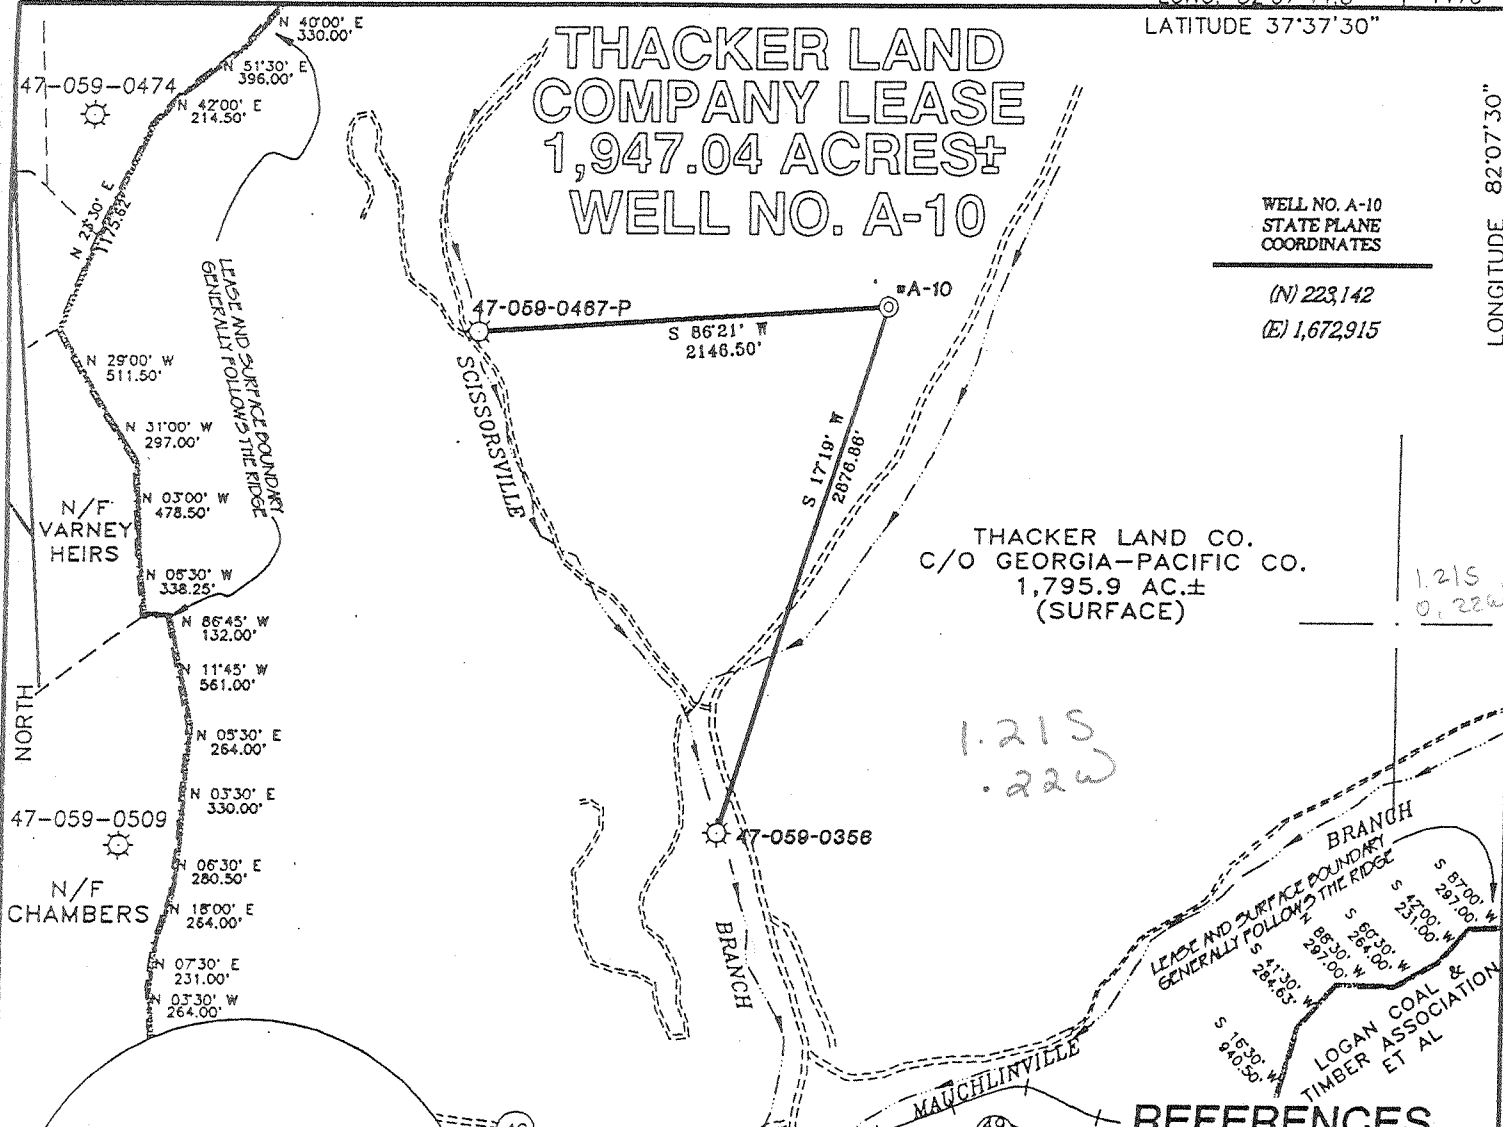 LATITUDE 37°37'30"
LONGITUDE 82°07'30"
THACKER LAND
COMPANY LEASE
1,947.04 ACRES±
WELL NO. A-10
N 40°00' E
330.00'
N 51°30' E
396.00'
47-059-0474
N 42°00' E
214.50'
N 23°30' E
1175.62'
LEASE AND SURFACE BOUNDARY
GENERALLY FOLLOWS THE RIDGE
WELL NO. A-10
STATE PLANE
COORDINATES
(N) 223,142
(E) 1,672,915
#A-10
47-059-0467-P
S 86°21' W
2146.50'
SCISSORSVILLE
S 17°19' W
2876.86'
N 29°00' W
511.50'
N 31°00' W
297.00'
N 03°00' W
478.50'
N/F
VARNEY
HEIRS
N 05°30' W
338.25'
N 86°45' W
132.00'
N 11°45' W
561.00'
NORTH
N 05°30' E
264.00'
N 03°30' E
330.00'
47-059-0509
N 06°30' E
280.50'
N/F
CHAMBERS
N 18°00' E
264.00'
N 07°30' E
231.00'
N 03°30' W
264.00'
THACKER LAND CO.
C/O GEORGIA-PACIFIC CO.
1,795.9 AC.±
(SURFACE)
1.21S
0.22W
1.21S
.22W
47-059-0356
BRANCH
BRANCH
LEASE AND SURFACE BOUNDARY
GENERALLY FOLLOWS THE RIDGE
S 87°00' W
297.00'
S 42°00' W
231.00'
S 60°30' W
264.00'
N 88°30' W
297.00'
S 41°30' W
284.63'
S 16°30' W
940.50'
LOGAN COAL &
TIMBER ASSOCIATION
ET AL
MAUCHLINVILLE
49
REFERENCES